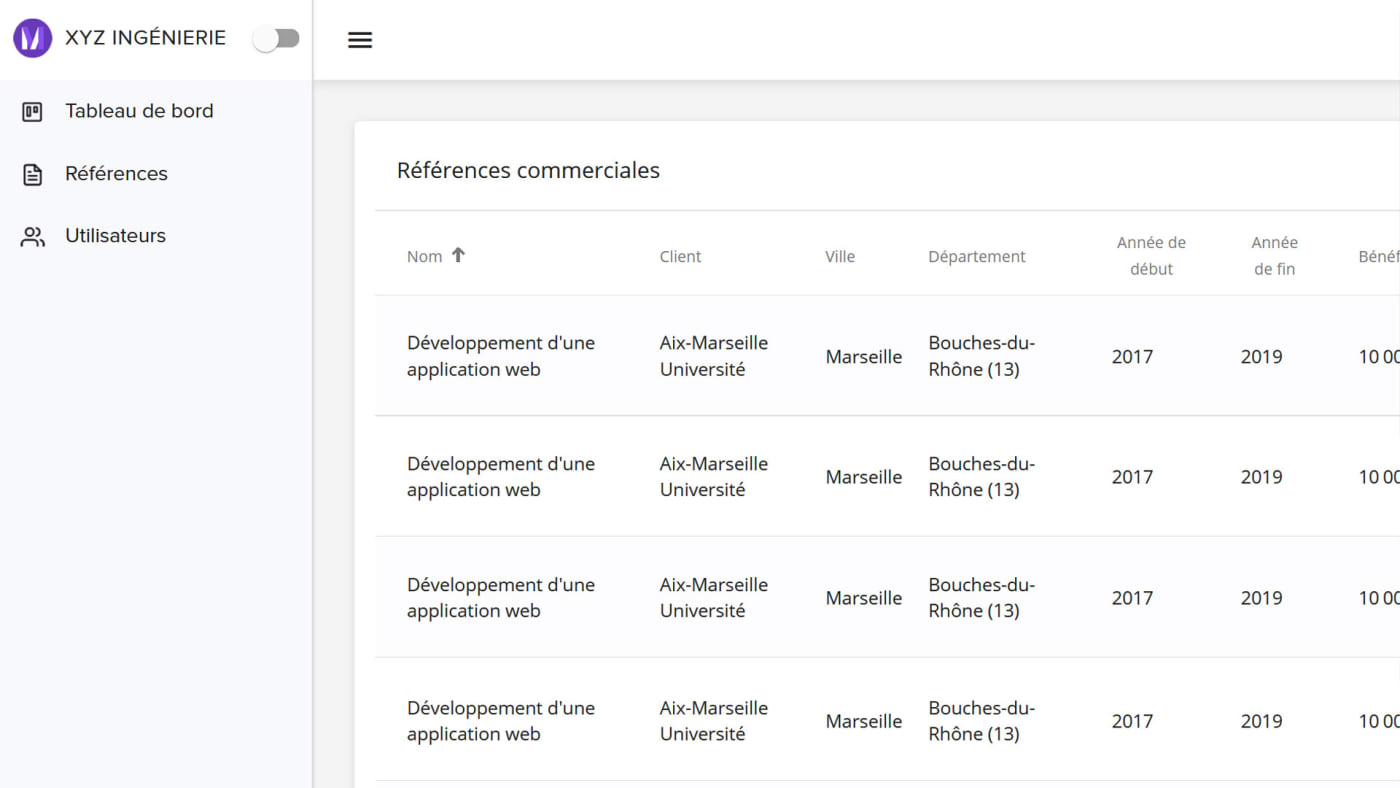 XYZ INGÉNIERIE
Tableau de bord
Références
Utilisateurs
Références commerciales
Nom Client Ville Département Année de début Année de fin
Développement d'une application web Aix-Marseille Université Marseille Bouches-du-Rhône (13) 2017 2019 10 00
Développement d'une application web Aix-Marseille Université Marseille Bouches-du-Rhône (13) 2017 2019 10 00
Développement d'une application web Aix-Marseille Université Marseille Bouches-du-Rhône (13) 2017 2019 10 00
Développement d'une application web Aix-Marseille Université Marseille Bouches-du-Rhône (13) 2017 2019 10 00